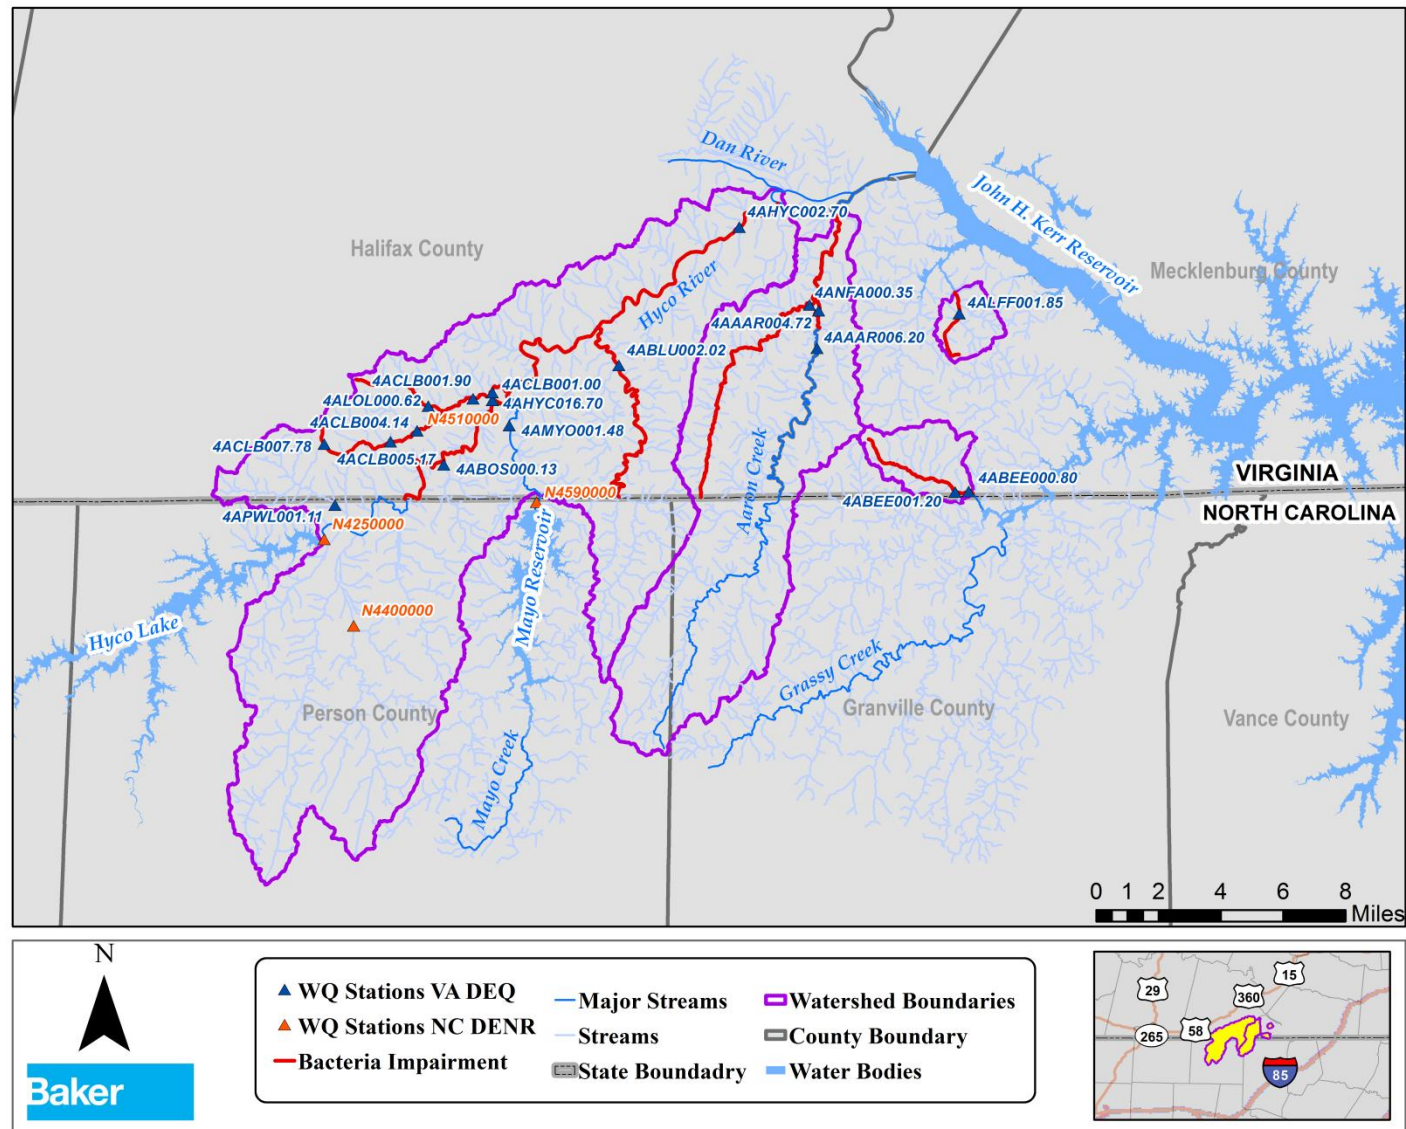 Dan River
John H. Kerr Reservoir
4AHYC002.70
Halifax County
Mecklenburg County
Hyco River
4ANFA000.35
4ALFF001.85
4AAAR004.72
4AAAR006.20
4ABLU002.02
4ACLB001.90
4ACLB001.00
4ALOL000.62
4AHYC016.70
N4510000
4ACLB004.14
4AMYO001.48
4ACLB007.78
4ACLB005.17
4ABOS000.13
Aaron Creek
4ABEE000.80
VIRGINIA
N4590000
4ABEE001.20
4APWL001.11
NORTH CAROLINA
N4250000
Mayo Reservoir
N4400000
Hyco Lake
Grassy Creek
Person County
Granville County
Vance County
Mayo Creek
0 1 2 4 6 8
Miles
N
Baker
WQ Stations VA DEQ
WQ Stations NC DENR
Bacteria Impairment
Major Streams
Streams
State Boundadry
Watershed Boundaries
County Boundary
Water Bodies
15
29
360
58
265
85